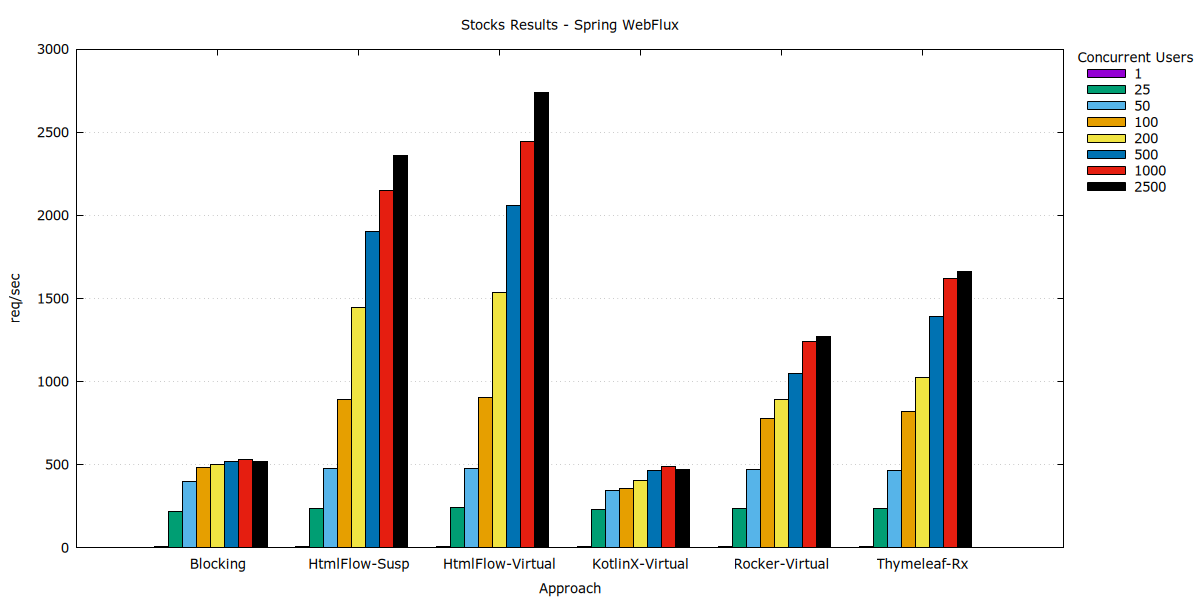 Stocks Results - Spring WebFlux
Concurrent Users
1
25
50
100
200
500
1000
2500
3000
2500
2000
1500
1000
500
0
req/sec
Blocking
HtmlFlow-Susp
HtmlFlow-Virtual
KotlinX-Virtual
Rocker-Virtual
Thymeleaf-Rx
Approach